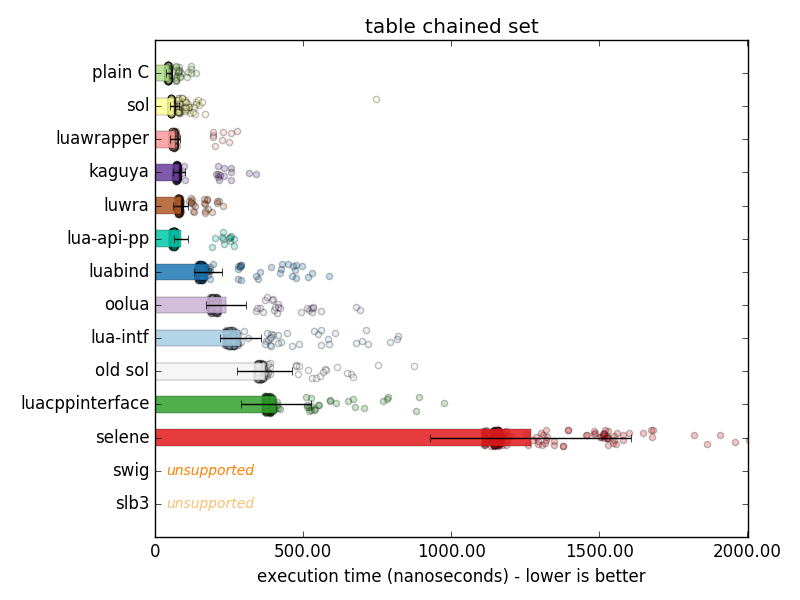 table chained set
plain C
sol
luawrapper
kaguya
luwra
lua-api-pp
luabind
oolua
lua-intf
old sol
luacppinterface
selene
swig unsupported
slb3 unsupported
0 500.00 1000.00 1500.00 2000.00
execution time (nanoseconds) - lower is better